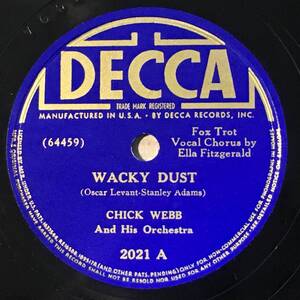 DECCA
TRADE MARK REGISTERED
MANUFACTURED IN U.S.A. • BY DECCA RECORDS, INC.
(64459)
Fox Trot
Vocal Chorus by
Ella Fitzgerald
WACKY DUST
(Oscar Levant-Stanley Adams)
CHICK WEBB
And His Orchestra
2021 A